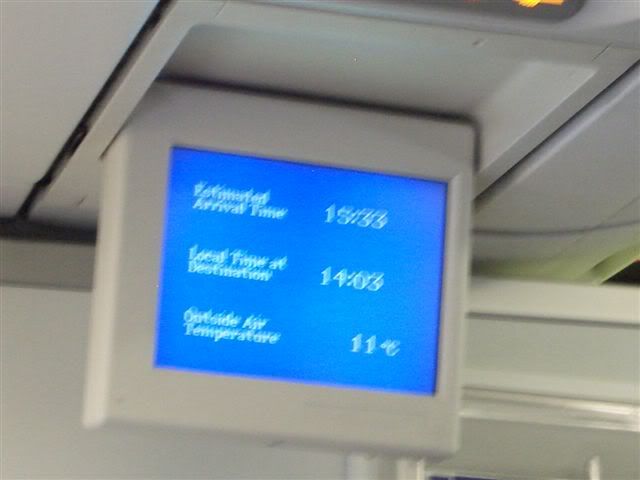 Estimated
Arrival Time 15:33
Local Time at
Destination 14:03
Outside Air
Temperature 11°C